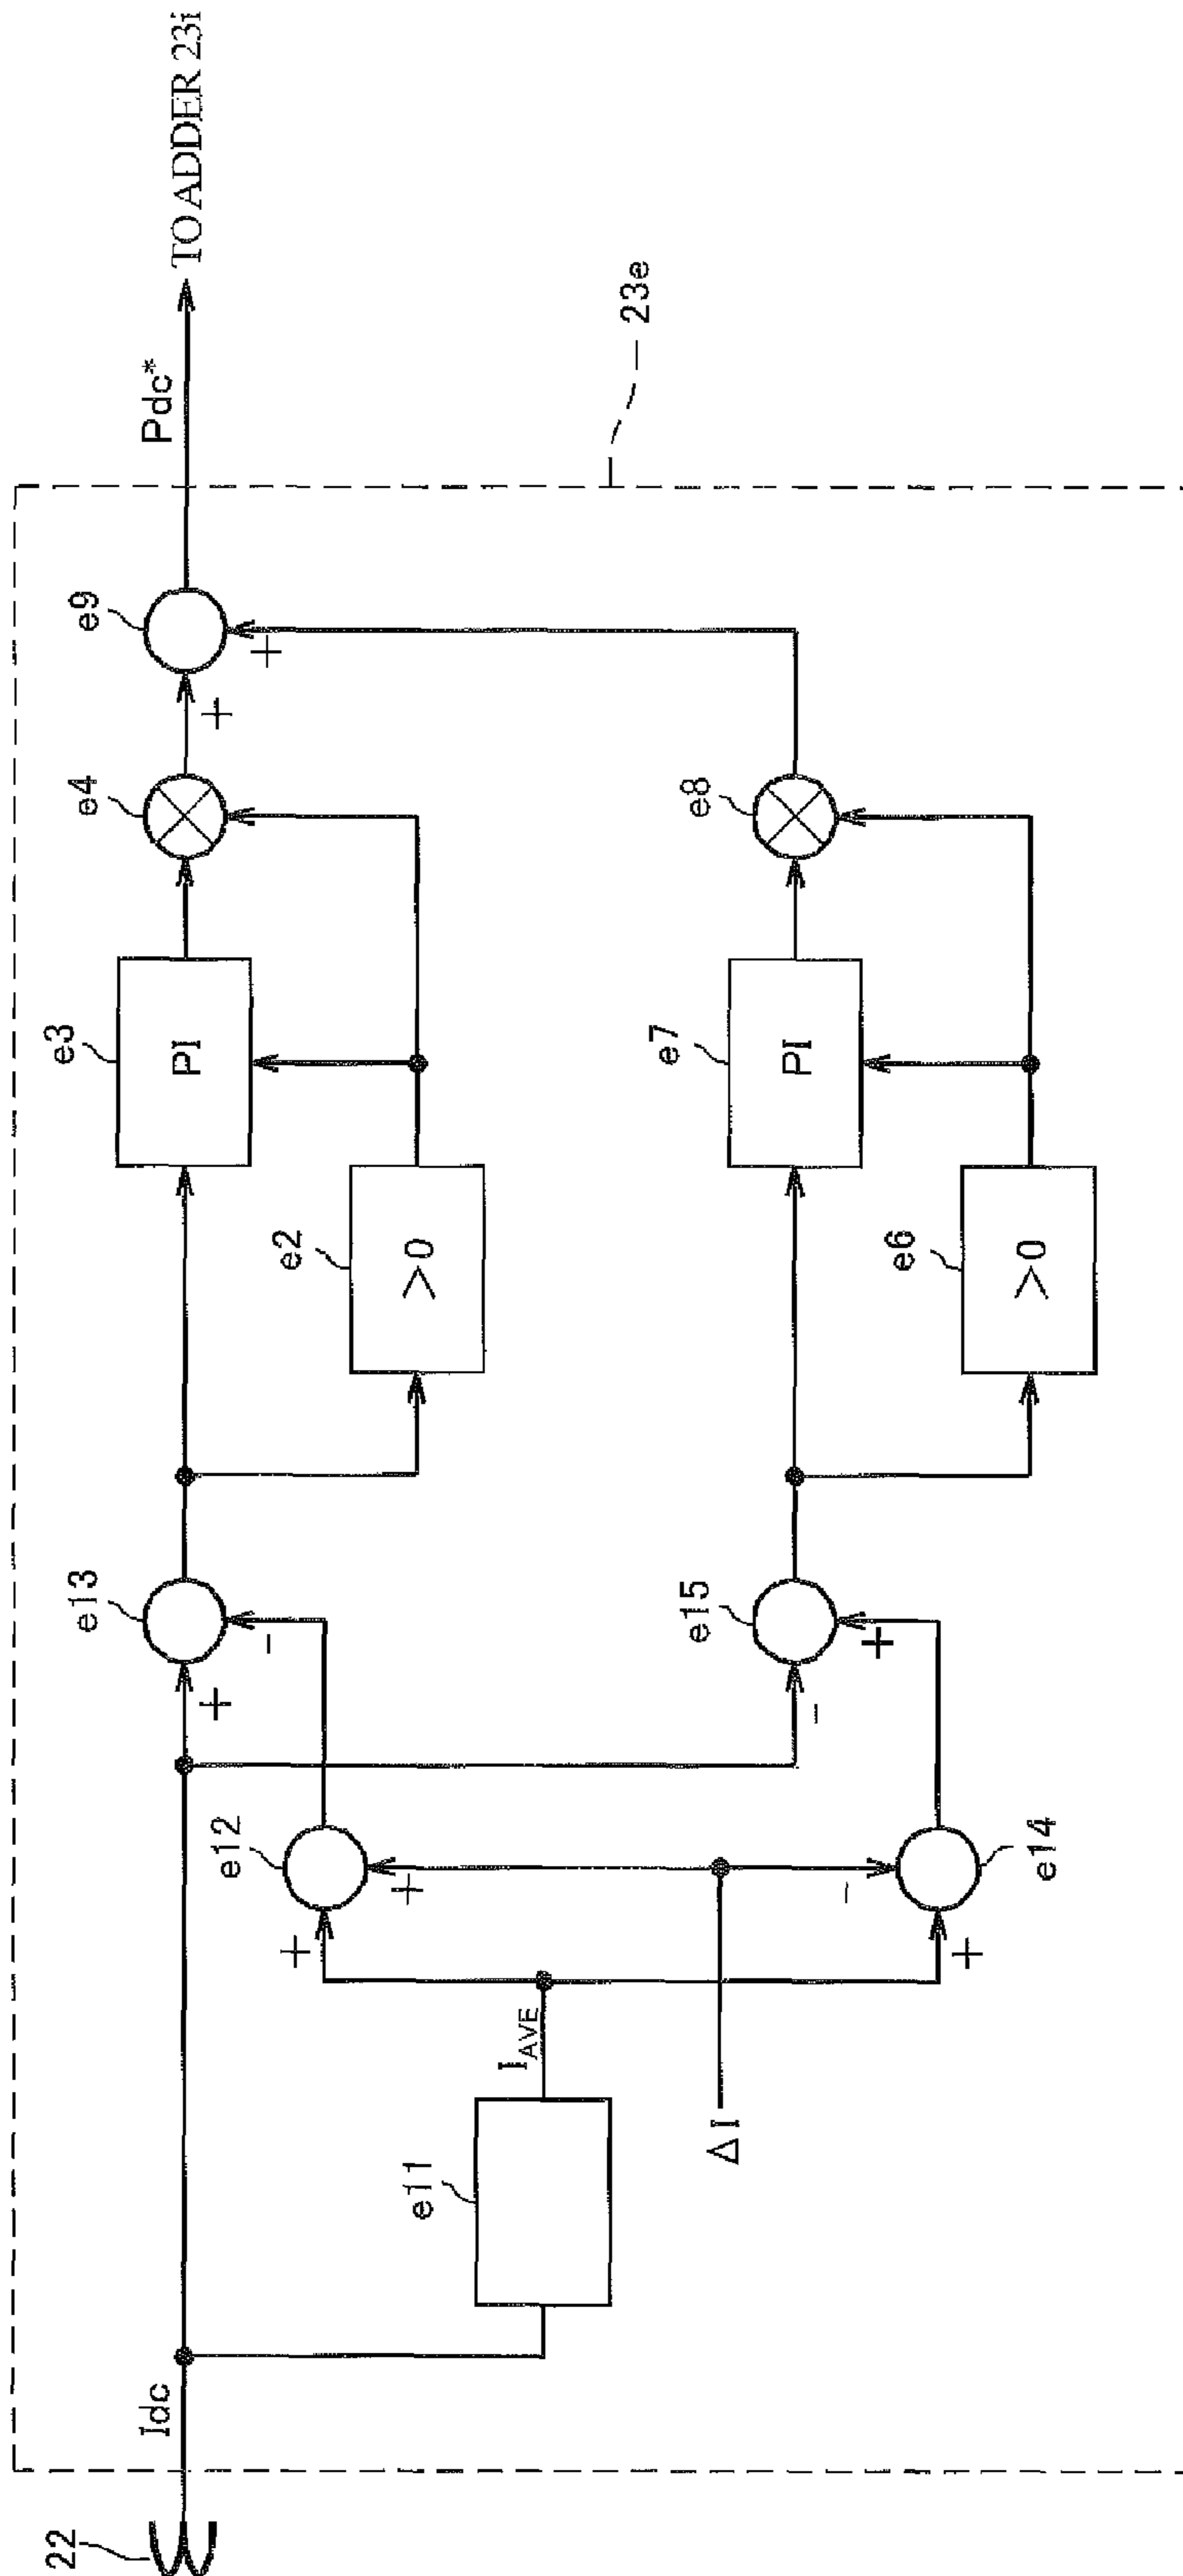 22
Idc
e11
I_AVE
ΔI
e12
+
+
e14
+
-
e13
+
-
e15
-
+
e2
>0
e3
PI
e6
>0
e7
PI
e4
e8
e9
+
+
Pdc*
TO ADDER 23i
23e